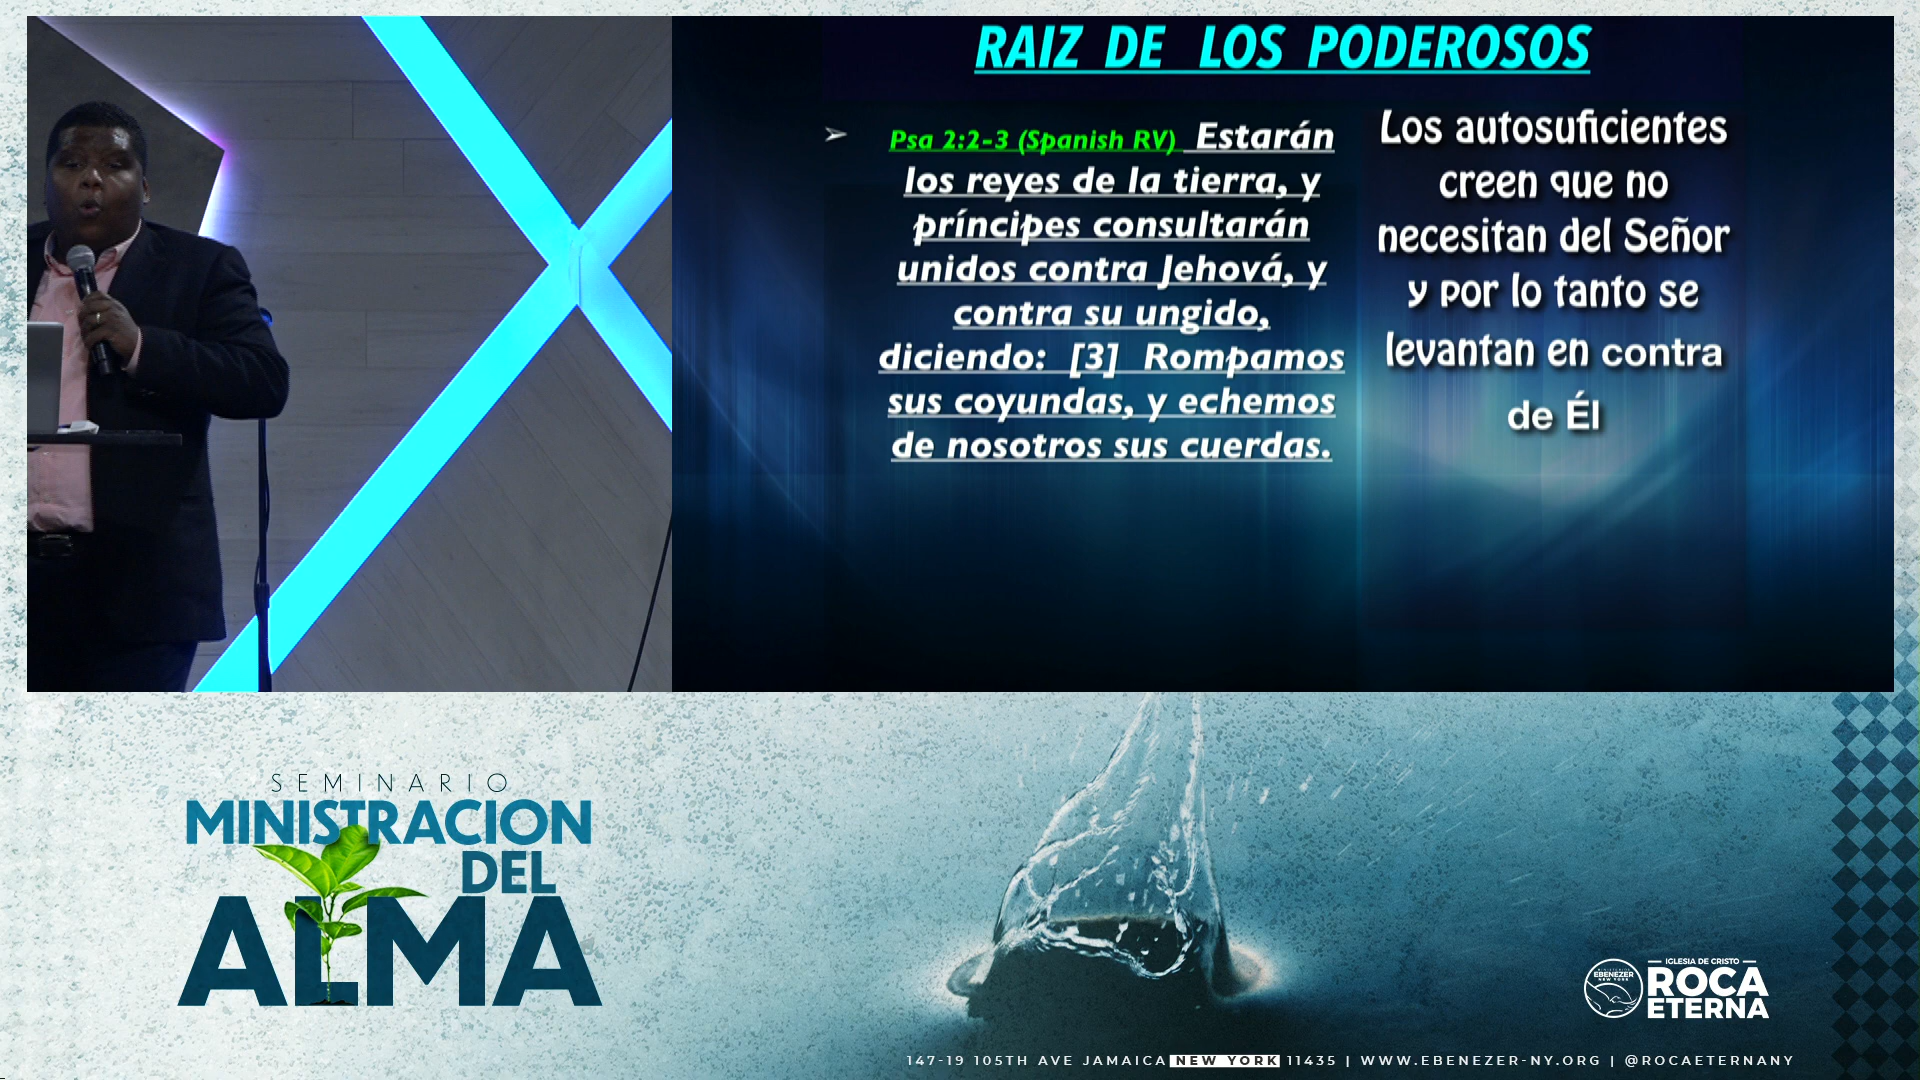 RAIZ DE LOS PODEROSOS
➢ Psa 2:2-3 (Spanish RV) Estarán
los reyes de la tierra, y
príncipes consultarán
unidos contra Jehová, y
contra su ungido,
diciendo: [3] Rompamos
sus coyundas, y echemos
de nosotros sus cuerdas.
Los autosuficientes
creen que no
necesitan del Señor
y por lo tanto se
levantan en contra
de Él
SEMINARIO
MINISTRACION
DEL
ALMA
EBENEZER
NEW YORK
IGLESIA DE CRISTO
ROCA
ETERNA
147-19 105TH AVE JAMAICA NEW YORK 11435 | WWW.EBENEZER-NY.ORG | @ROCAETERNANY